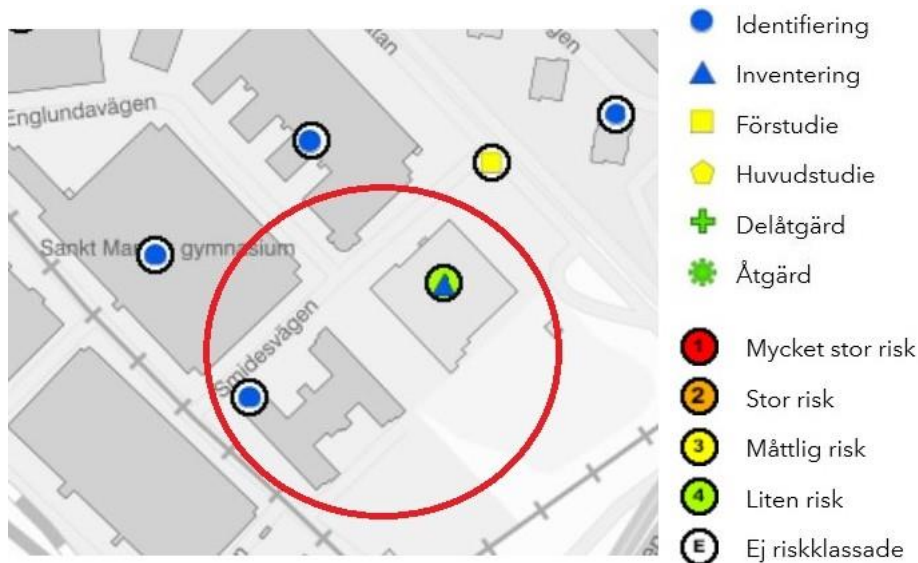 Englundavägen
Sankt Mar gymnasium
Smidesvägen
Identifiering
Inventering
Förstudie
Huvudstudie
Delåtgärd
Åtgärd
1 Mycket stor risk
2 Stor risk
3 Måttlig risk
4 Liten risk
E Ej riskklassade